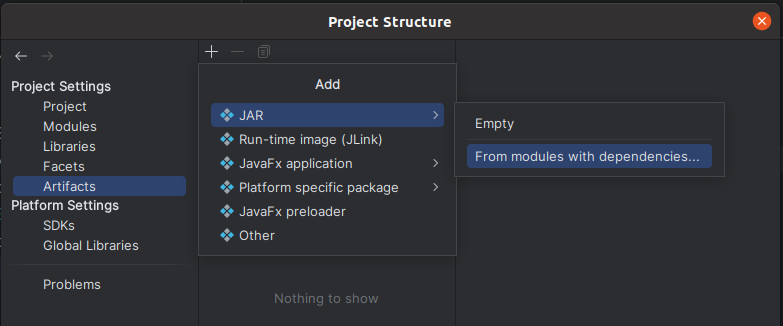 Project Structure
Project Settings
Project
Modules
Libraries
Facets
Artifacts
Platform Settings
SDKs
Global Libraries
Problems
Add
JAR
Run-time image (JLink)
JavaFx application
Platform specific package
JavaFx preloader
Other
Empty
From modules with dependencies...
Nothing to show